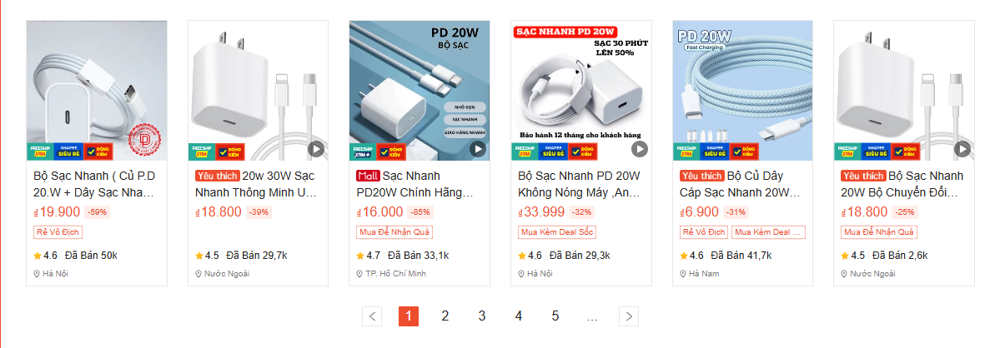 PD 20W
BỘ SẠC
NHỎ GỌN
SẠC NHANH
GIAO HÀNG NHANH
SẠC NHANH PD 20W
SẠC 30 PHÚT
LÊN 50%
Bảo hành 12 tháng cho khách hàng
PD 20W
Fast Charging
FREESHIP
XTRA
SHOPEE
SIÊU RẺ
ĐỒNG
KIỂM
FREESHIP
XTRA
SHOPEE
SIÊU RẺ
ĐỒNG
KIỂM
FREESHIP
XTRA+
ĐỒNG
KIỂM
FREESHIP
XTRA
SHOPEE
SIÊU RẺ
ĐỒNG
KIỂM
FREESHIP
XTRA
SHOPEE
SIÊU RẺ
ĐỒNG
KIỂM
FREESHIP
XTRA
SHOPEE
SIÊU RẺ
ĐỒNG
KIỂM
Bộ Sạc Nhanh ( Củ P.D
20.W + Dây Sạc Nha...
₫19.900 -59%
Rẻ Vô Địch
4.6 Đã Bán 50k
Hà Nội
Yêu thích 20w 30W Sạc
Nhanh Thông Minh U...
₫18.800 -39%
4.5 Đã Bán 29,7k
Nước Ngoài
Mall Sạc Nhanh
PD20W Chính Hãng...
₫16.000 -85%
Mua Để Nhận Quà
4.7 Đã Bán 33,1k
TP. Hồ Chí Minh
Bộ Sạc Nhanh PD 20W
Không Nóng Máy ,An...
₫33.999 -32%
Mua Kèm Deal Sốc
4.6 Đã Bán 29,3k
Hà Nội
Yêu thích Bộ Củ Dây
Cáp Sạc Nhanh 20W...
₫6.900 -31%
Rẻ Vô Địch Mua Kèm Deal ...
4.6 Đã Bán 41,7k
Hà Nam
Yêu thích Bộ Sạc Nhanh
20W Bộ Chuyển Đổi...
₫18.800 -25%
Mua Để Nhận Quà
4.5 Đã Bán 2,6k
Nước Ngoài
1 2 3 4 5 ...